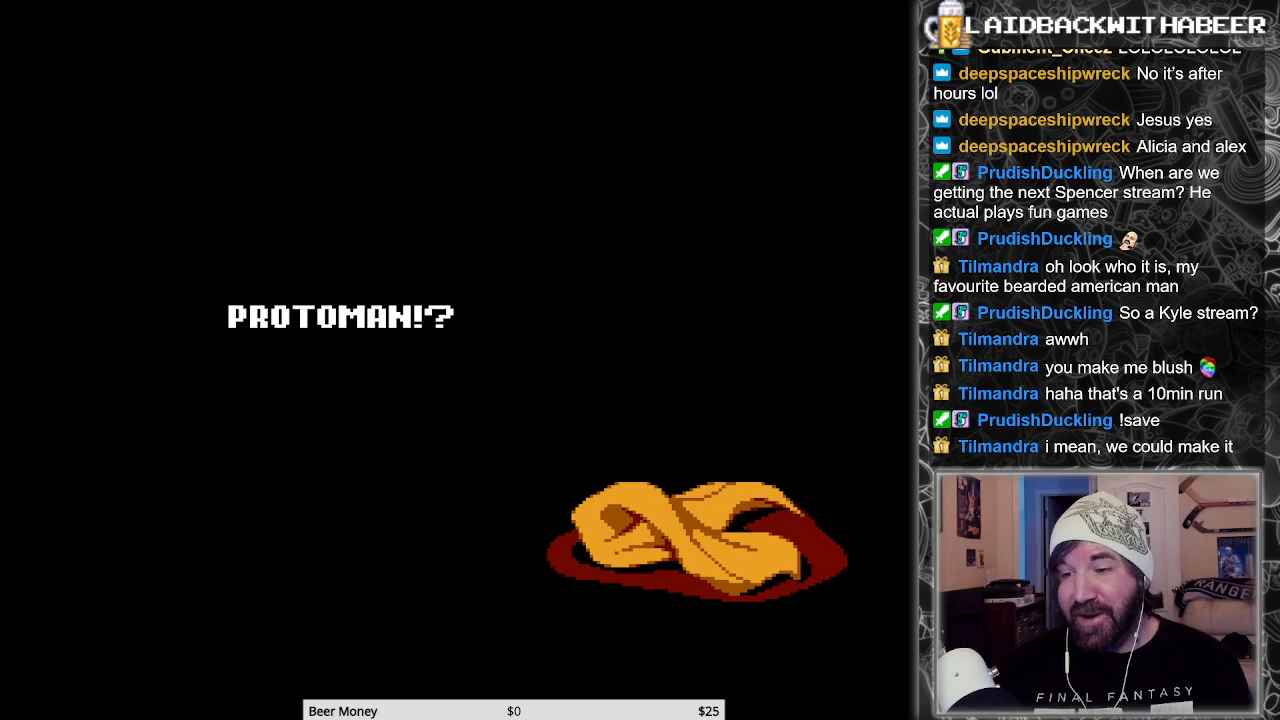 LAIDBACKWITHABEER
Gubment_Cheez LOLOLOLOLOL
deepspaceshipwreck No it's after
hours lol
deepspaceshipwreck Jesus yes
deepspaceshipwreck Alicia and alex
PrudishDuckling When are we
getting the next Spencer stream? He
actual plays fun games
PrudishDuckling
Tilmandra oh look who it is, my
favourite bearded american man
PrudishDuckling So a Kyle stream?
Tilmandra awwh
Tilmandra you make me blush
Tilmandra haha that's a 10min run
PrudishDuckling !save
Tilmandra i mean, we could make it
PROTOMAN!?
RANGE
FINAL FANTASY
Beer Money $0 $25